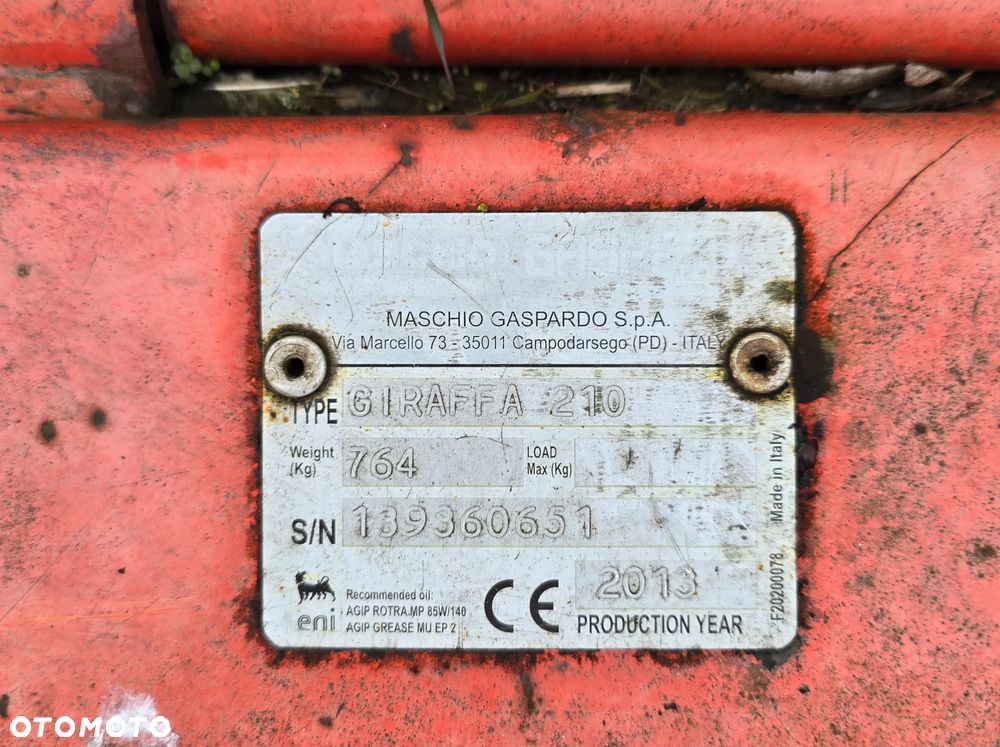 MASCHIO GASPARDO S.p.A.
Via Marcello 73 - 35011 Campodarsego (PD) - ITALY
TYPE GIRAFFA 210
Weight (Kg) 764 LOAD Max (Kg)
S/N 139360651
eni Recommended oil:
AGIP ROTRA MP 85W/140
AGIP GREASE MU EP 2
CE
2013
PRODUCTION YEAR
F20200078 Made in Italy
OTOMOTO